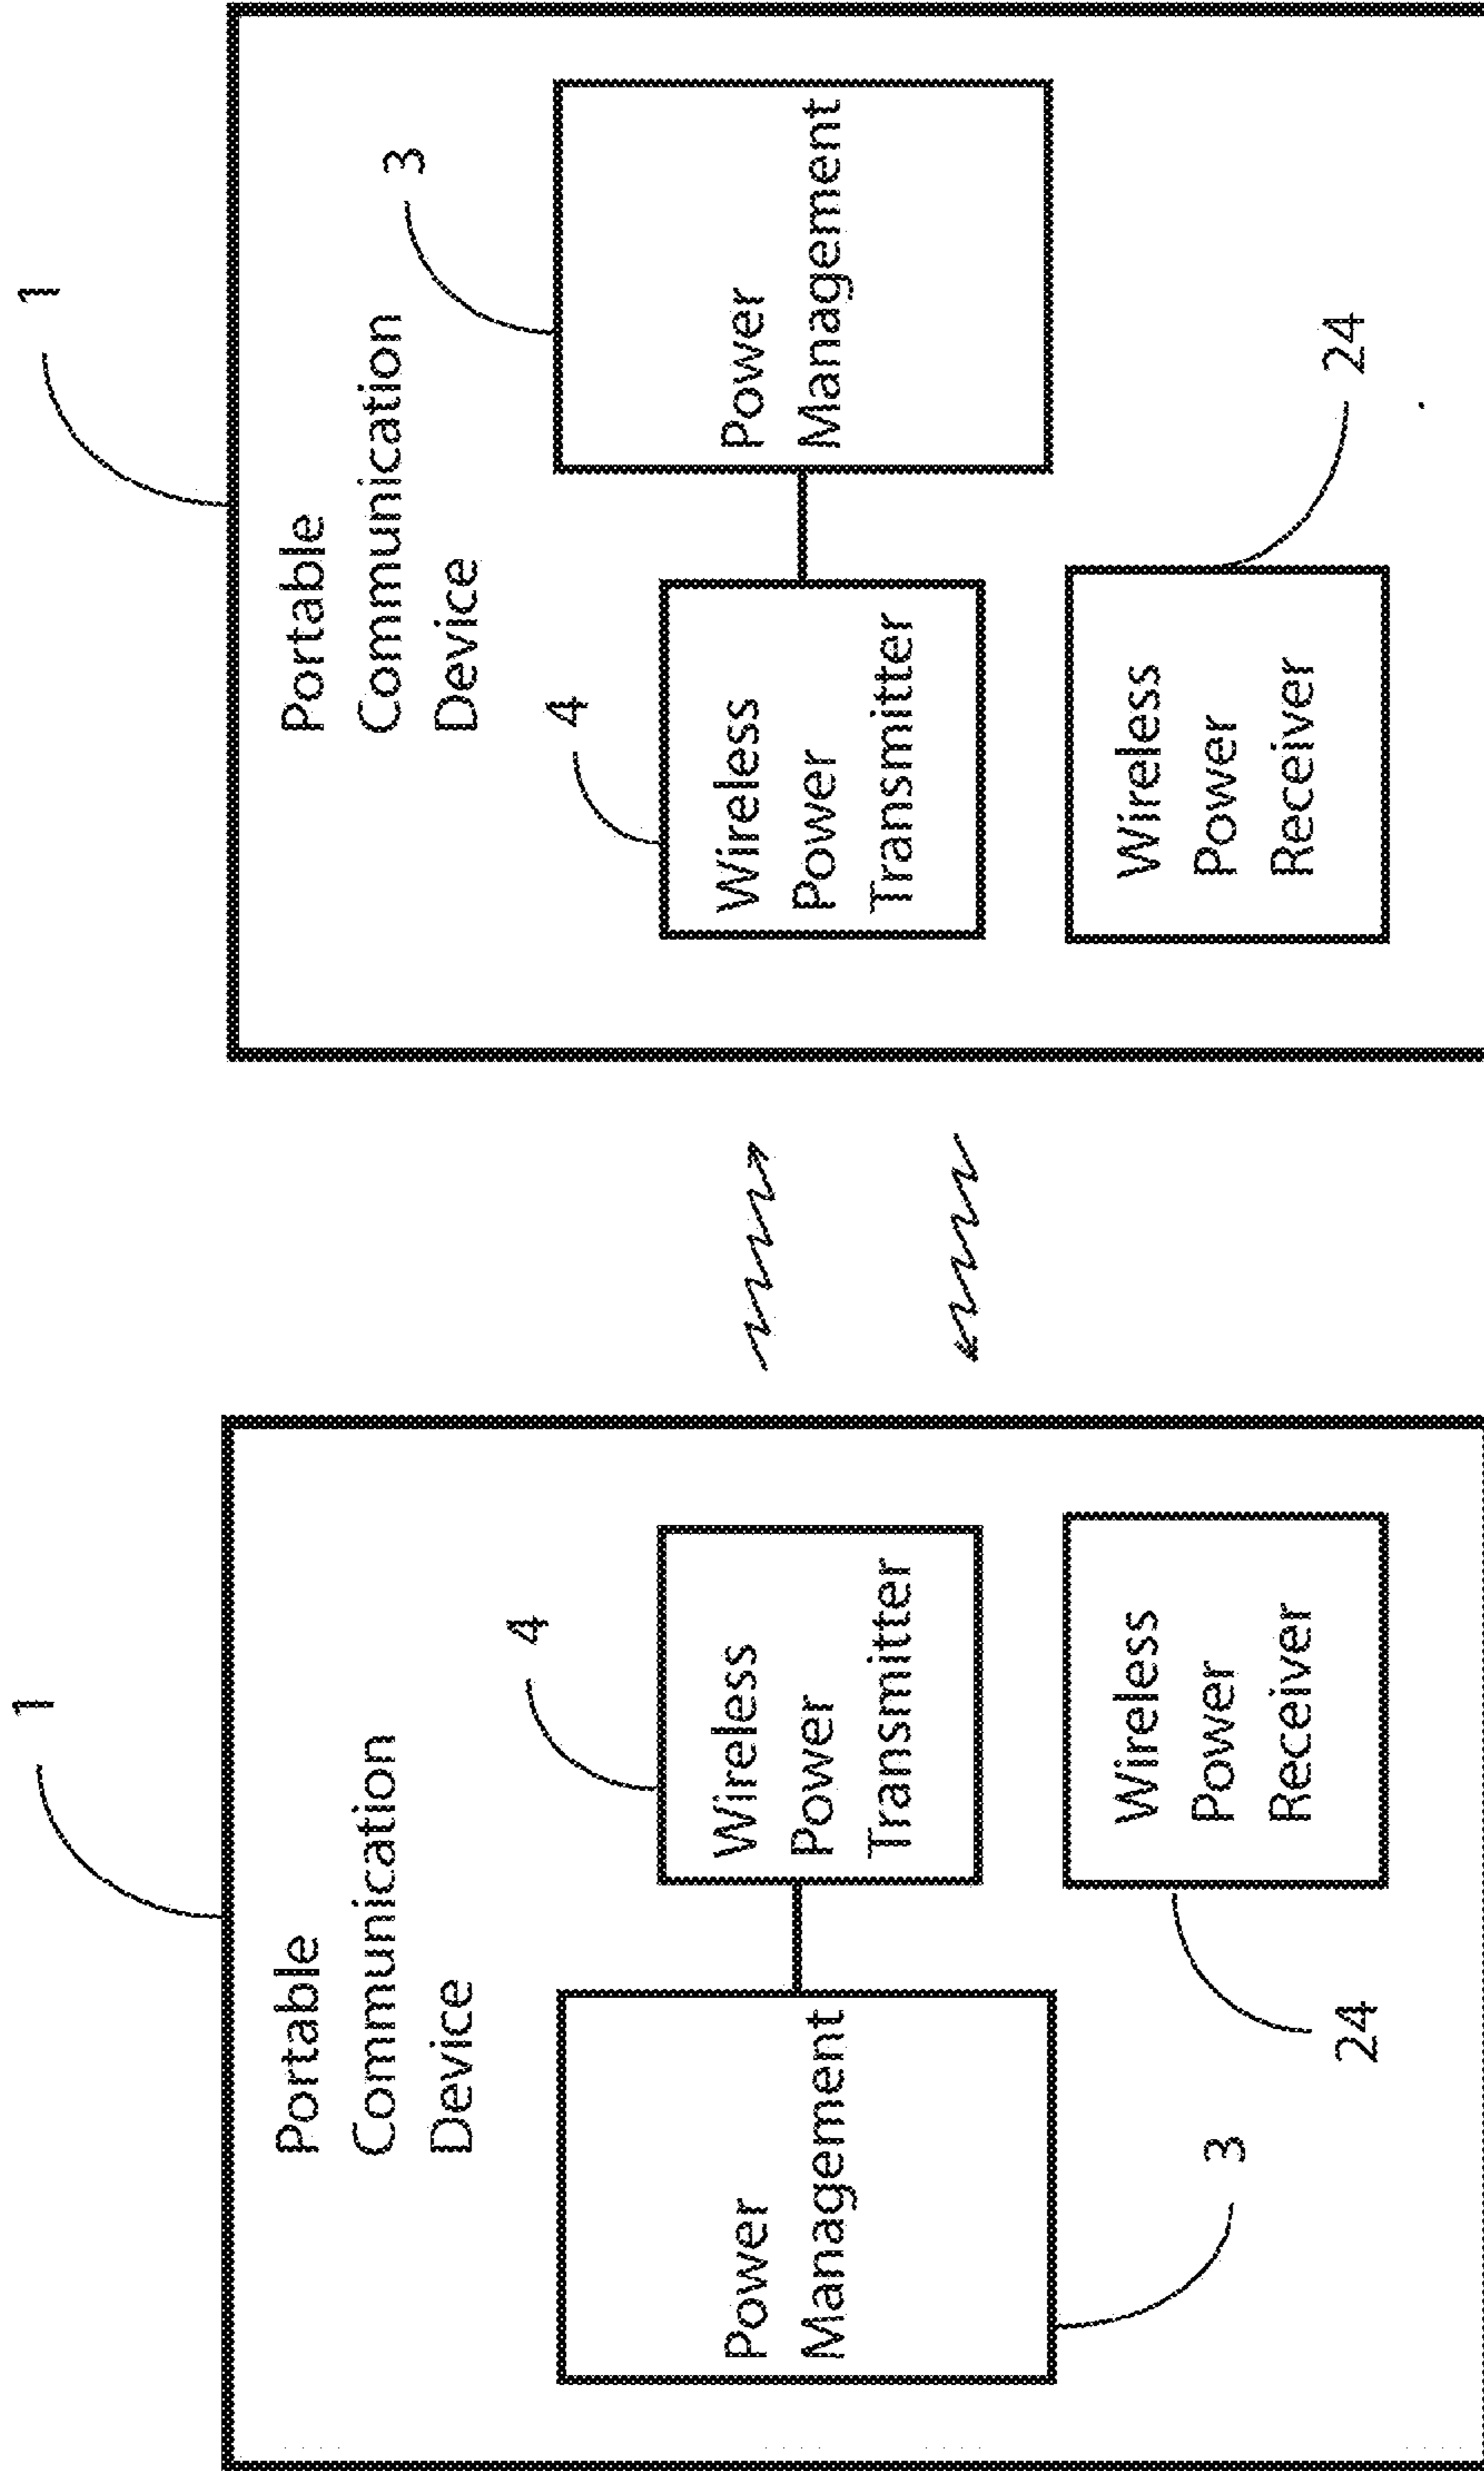 1
Portable
Communication
Device
4
Power
Management
Wireless
Power
Transmitter
3
24
Wireless
Power
Receiver
1
Portable
Communication
Device
3
4
Wireless
Power
Transmitter
Power
Management
Wireless
Power
Receiver
24